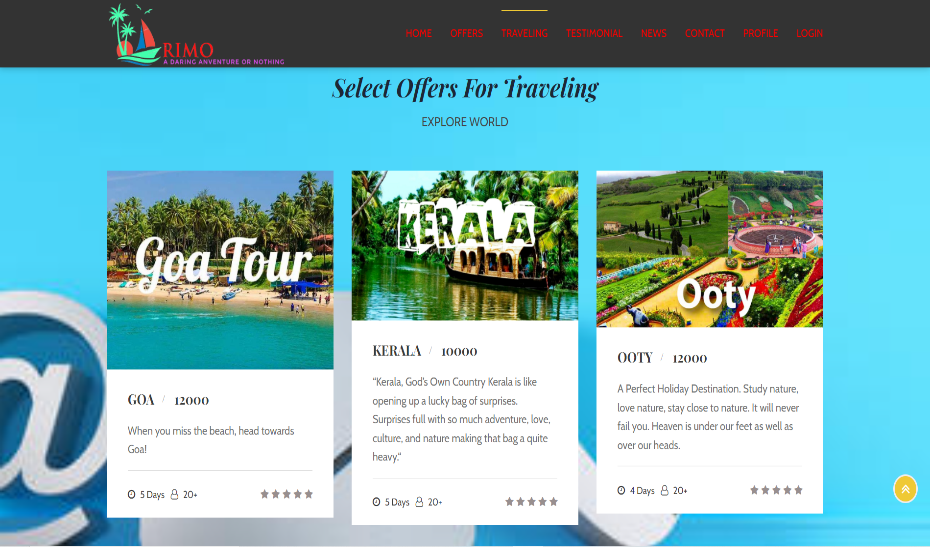 RIMO
A DARING ANVENTURE OR NOTHING
HOME OFFERS TRAVELING TESTIMONIAL NEWS CONTACT PROFILE LOGIN
Select Offers For Traveling
EXPLORE WORLD
Goa Tour
GOA / 12000
When you miss the beach, head towards
Goa!
5 Days 20+
KERALA
KERALA / 10000
"Kerala, God's Own Country Kerala is like
opening up a lucky bag of surprises.
Surprises full with so much adventure, love,
culture, and nature making that bag a quite
heavy."
5 Days 20+
Ooty
OOTY / 12000
A Perfect Holiday Destination. Study nature,
love nature, stay close to nature. It will never
fail you. Heaven is under our feet as well as
over our heads.
4 Days 20+
@